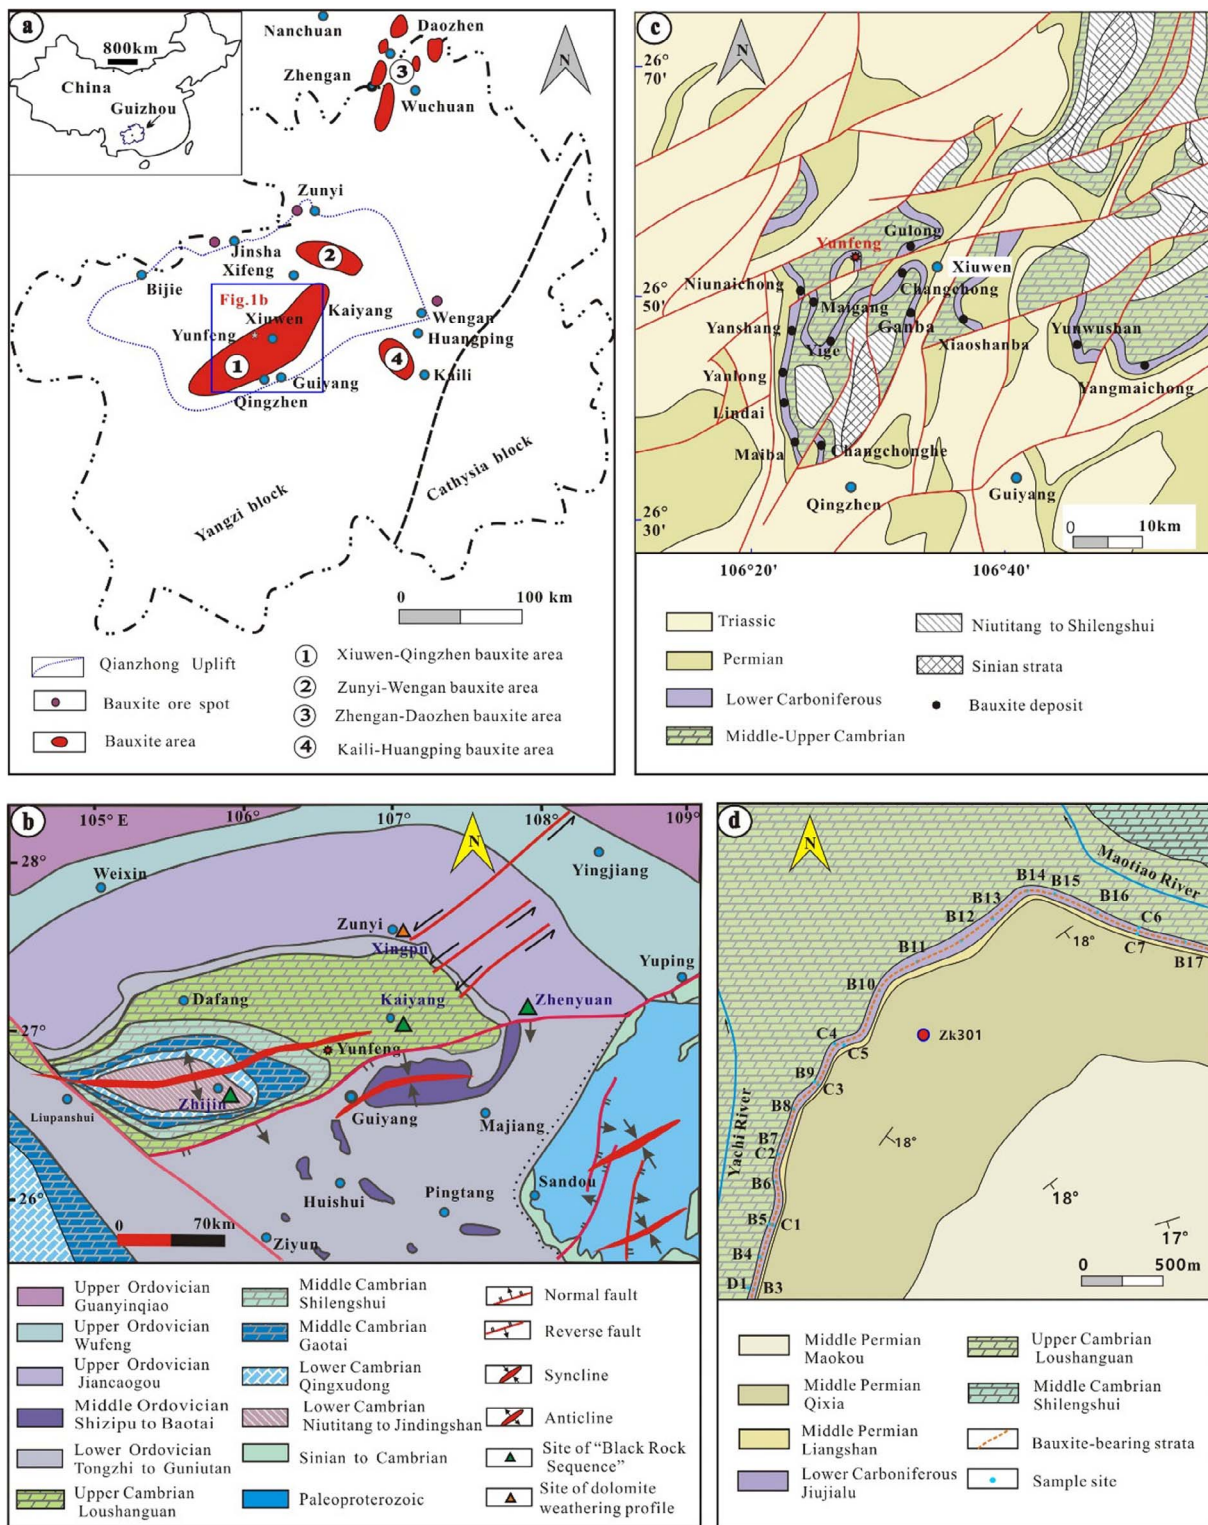 a
Nanchuan
Daozhen
800km
China
Guizhou
Zhengan
3
Wuchuan
N
Zunyi
Jinsha
2
Xifeng
Bijie
Fig.1b
Xiuwen
Kaiyang
Wengan
Yunfeng
Huangping
1
4
Guiyang
Kaili
Qingzhen
Yangzi block
Cathysia block
0 100 km
Qianzhong Uplift
Bauxite ore spot
Bauxite area
1 Xiuwen-Qingzhen bauxite area
2 Zunyi-Wengan bauxite area
3 Zhengan-Daozhen bauxite area
4 Kaili-Huangping bauxite area
c
N
26°
70'
26°
50'
26°
30'
Gulong
Yunfeng
Xiuwen
Niunaichong
Changchong
Maigang
Yanshang
Ganba
Yunwushan
Yige
Xiaoshanba
Yanlong
Yangmaichong
Lindai
Maiba
Changchonghe
Qingzhen
Guiyang
0 10km
106°20'
106°40'
Triassic
Permian
Lower Carboniferous
Middle-Upper Cambrian
Niutitang to Shilengshui
Sinian strata
Bauxite deposit
b
105° E
106°
107°
108°
109°
28°
27°
26°
N
Weixin
Yingjiang
Zunyi
Xingpu
Yuping
Dafang
Kaiyang
Zhenyuan
Yunfeng
Zhijin
Liupanshui
Guiyang
Majiang
Huishui
Pingtang
Sandou
0 70km
Ziyun
Upper Ordovician
Guanyinqiao
Upper Ordovician
Wufeng
Upper Ordovician
Jiancaogou
Middle Ordovician
Shizipu to Baotai
Lower Ordovician
Tongzhi to Guniutan
Upper Cambrian
Loushanguan
Middle Cambrian
Shilengshui
Middle Cambrian
Gaotai
Lower Cambrian
Qingxudong
Lower Cambrian
Niutitang to Jindingshan
Sinian to Cambrian
Paleoproterozoic
Normal fault
Reverse fault
Syncline
Anticline
Site of “Black Rock
Sequence”
Site of dolomite
weathering profile
d
N
Maotiao River
B14
B15
B13
B16
B12
C6
B11
C7
18°
B17
B10
C4
Zk301
C5
B9
C3
B8
Yachi River
B7
18°
C2
B6
18°
B5
C1
17°
B4
0 500m
D1
B3
Middle Permian
Maokou
Middle Permian
Qixia
Middle Permian
Liangshan
Lower Carboniferous
Jiujialu
Upper Cambrian
Loushanguan
Middle Cambrian
Shilengshui
Bauxite-bearing strata
Sample site